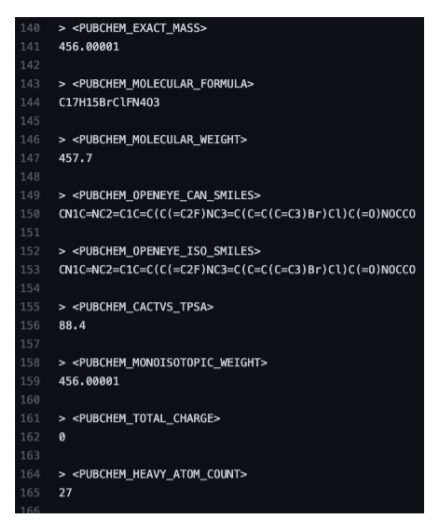 140 > <PUBCHEM_EXACT_MASS>
141 456.00001
142
143 > <PUBCHEM_MOLECULAR_FORMULA>
144 C17H15BrClFN4O3
145
146 > <PUBCHEM_MOLECULAR_WEIGHT>
147 457.7
148
149 > <PUBCHEM_OPENEYE_CAN_SMILES>
150 CN1C=NC2=C1C=C(C(=C2F)NC3=C(C=C(C=C3)Br)Cl)C(=O)NOCCO
151
152 > <PUBCHEM_OPENEYE_ISO_SMILES>
153 CN1C=NC2=C1C=C(C(=C2F)NC3=C(C=C(C=C3)Br)Cl)C(=O)NOCCO
154
155 > <PUBCHEM_CACTVS_TPSA>
156 88.4
157
158 > <PUBCHEM_MONOISOTOPIC_WEIGHT>
159 456.00001
160
161 > <PUBCHEM_TOTAL_CHARGE>
162 0
163
164 > <PUBCHEM_HEAVY_ATOM_COUNT>
165 27
166